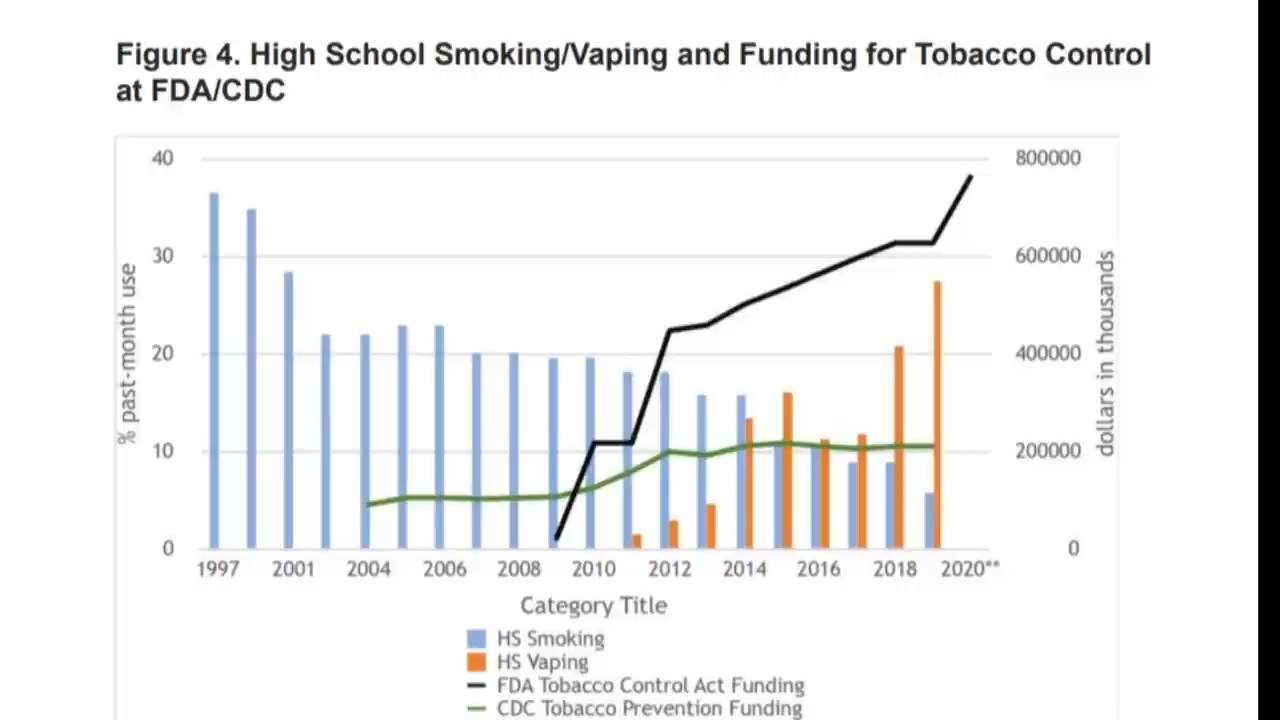 Figure 4. High School Smoking/Vaping and Funding for Tobacco Control
at FDA/CDC
40
30
20
10
0
% past-month use
800000
600000
400000
200000
0
dollars in thousands
1997 2001 2004 2006 2008 2010 2012 2014 2016 2018 2020**
Category Title
HS Smoking
HS Vaping
FDA Tobacco Control Act Funding
CDC Tobacco Prevention Funding